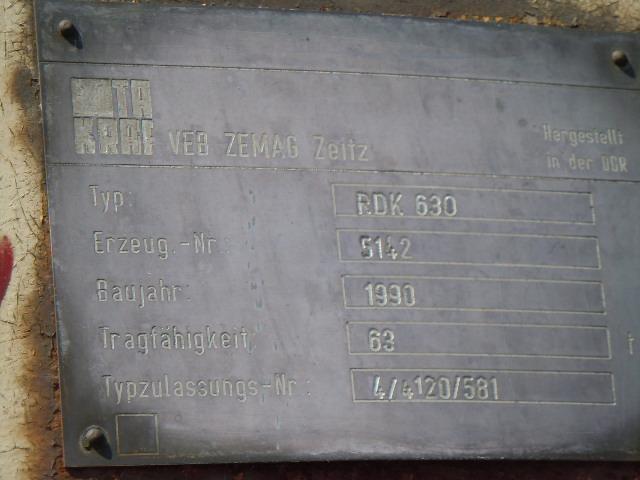 TA
KRAF VEB ZEMAG Zeitz
Hergestellt
in der DDR
Typ: RDK 630
Erzeug.-Nr.: 5142
Baujahr: 1990
Tragfähigkeit: 63 t
Typzulassungs-Nr.: 4/4120/581